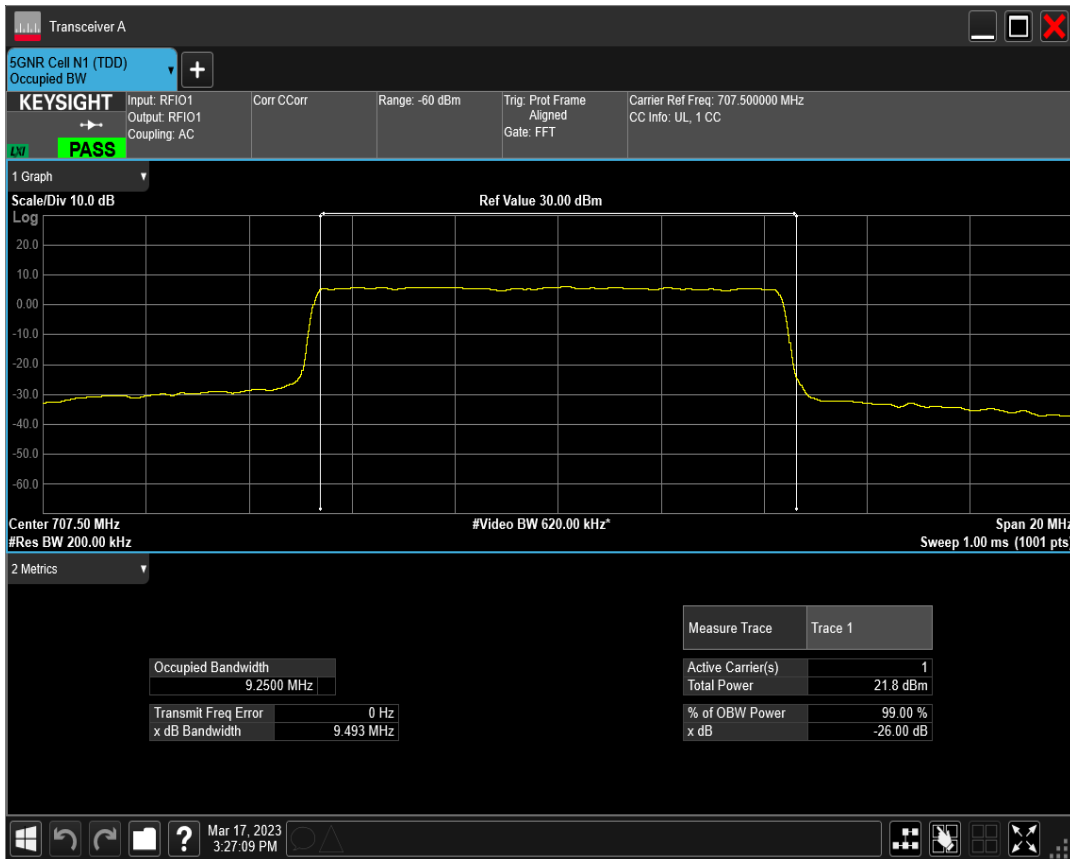 Transceiver A
5GNR Cell N1 (TDD)
Occupied BW
KEYSIGHT
LXI
PASS
Input: RFIO1
Output: RFIO1
Coupling: AC
Corr CCorr
Range: -60 dBm
Trig: Prot Frame
Aligned
Gate: FFT
Carrier Ref Freq: 707.500000 MHz
CC Info: UL, 1 CC
1 Graph
Scale/Div 10.0 dB
Ref Value 30.00 dBm
Log
20.0
10.0
0.00
-10.0
-20.0
-30.0
-40.0
-50.0
-60.0
Center 707.50 MHz
#Video BW 620.00 kHz*
Span 20 MHz
#Res BW 200.00 kHz
Sweep 1.00 ms (1001 pts)
2 Metrics
Measure Trace Trace 1
Occupied Bandwidth
9.2500 MHz
Transmit Freq Error 0 Hz
x dB Bandwidth 9.493 MHz
Active Carrier(s) 1
Total Power 21.8 dBm
% of OBW Power 99.00 %
x dB -26.00 dB
?
Mar 17, 2023
3:27:09 PM